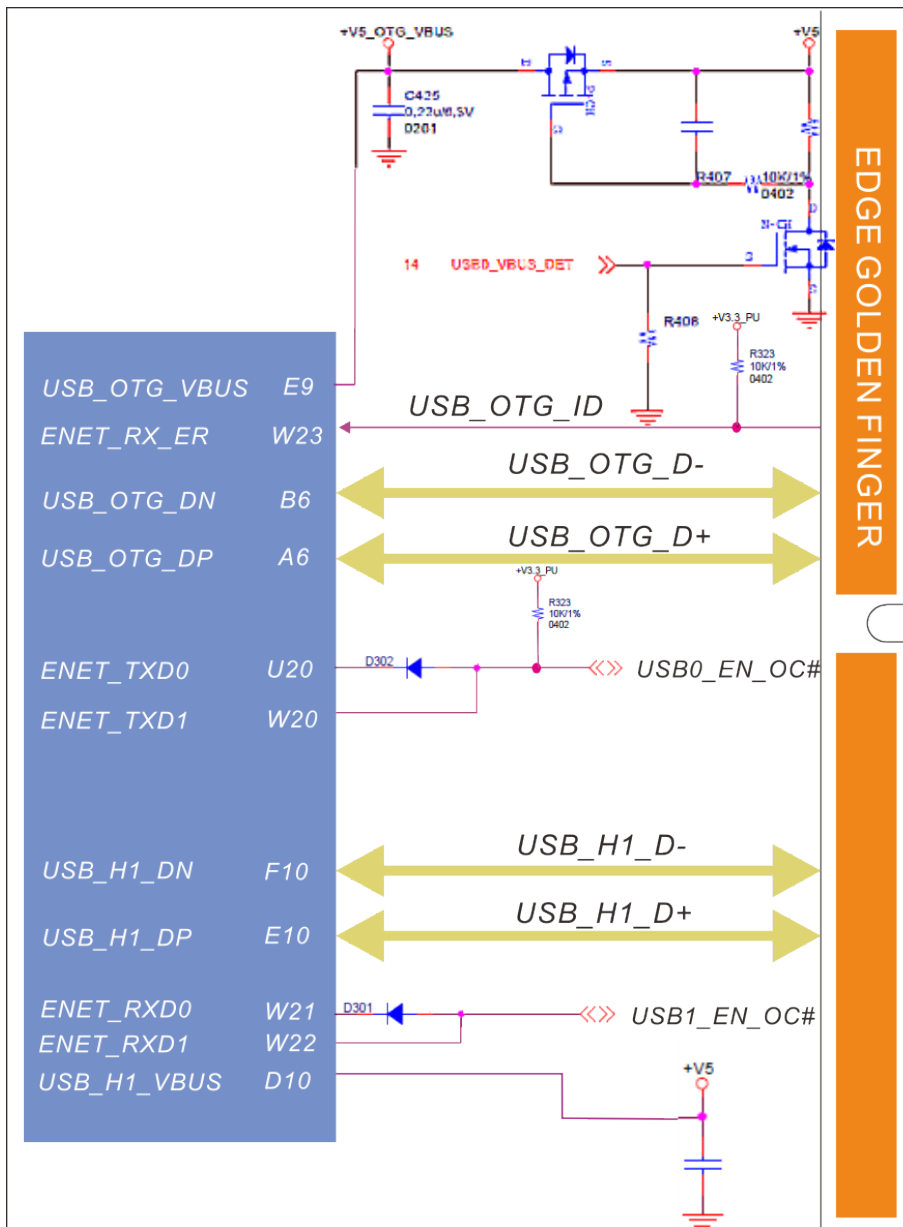 +V5_OTG_VBUS
+V5
D
S
C425
0,22u/6,5V
0201
G
R407
10K/1%
0402
D
14 USB0_VBUS_DET
G
S
R408
+V3.3_PU
R323
10K/1%
0402
USB_OTG_VBUS E9
USB_OTG_ID
ENET_RX_ER W23
USB_OTG_D-
USB_OTG_DN B6
USB_OTG_D+
USB_OTG_DP A6
+V3.3_PU
R323
10K/1%
0402
ENET_TXD0 U20
D302
USB0_EN_OC#
ENET_TXD1 W20
USB_H1_D-
USB_H1_DN F10
USB_H1_D+
USB_H1_DP E10
ENET_RXD0 W21
D301
USB1_EN_OC#
ENET_RXD1 W22
USB_H1_VBUS D10
+V5
EDGE GOLDEN FINGER